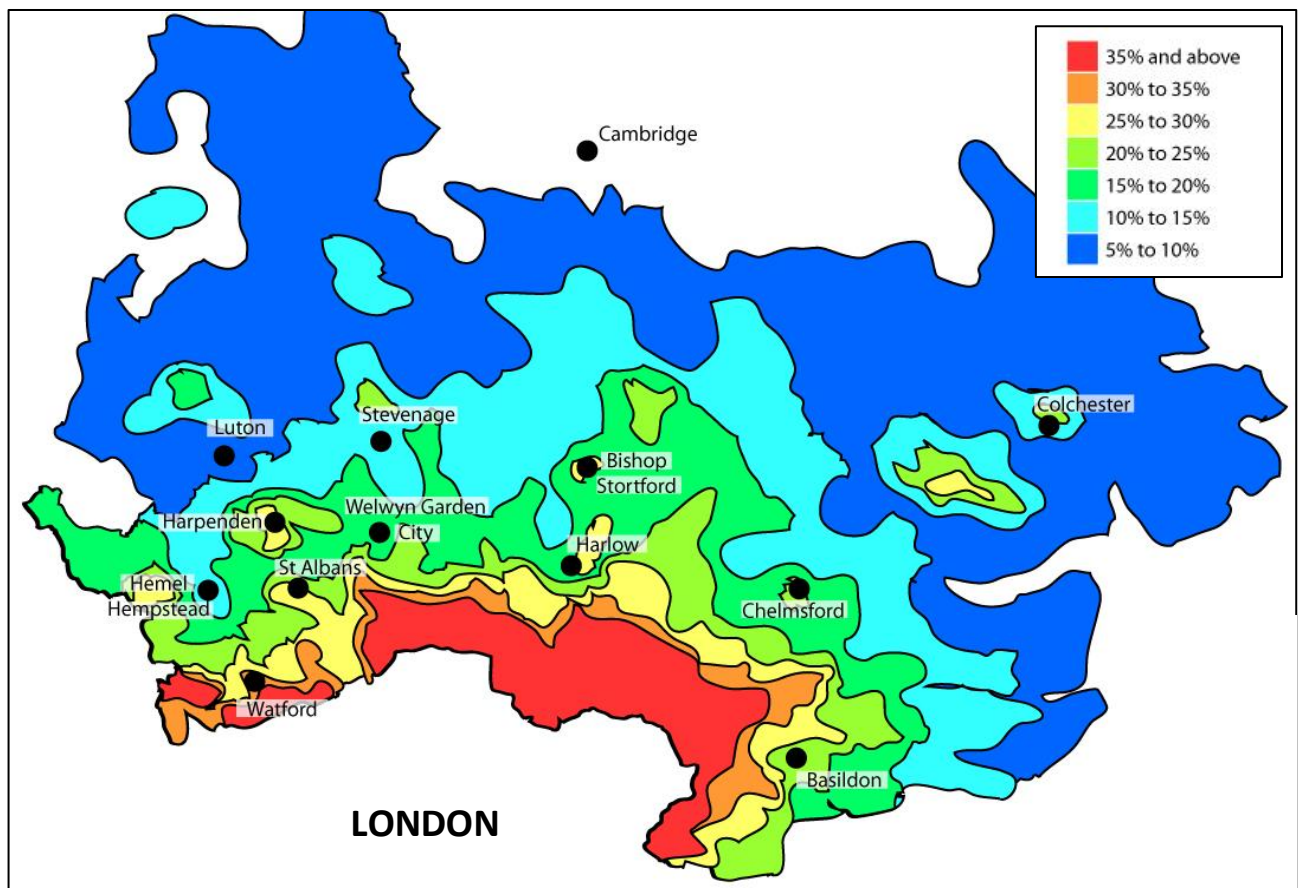 35% and above
30% to 35%
25% to 30%
20% to 25%
15% to 20%
10% to 15%
5% to 10%
Cambridge
Colchester
Stevenage
Luton
Bishop
Stortford
Welwyn Garden
City
Harpenden
Harlow
St Albans
Hemel
Hempstead
Chelmsford
Watford
Basildon
LONDON